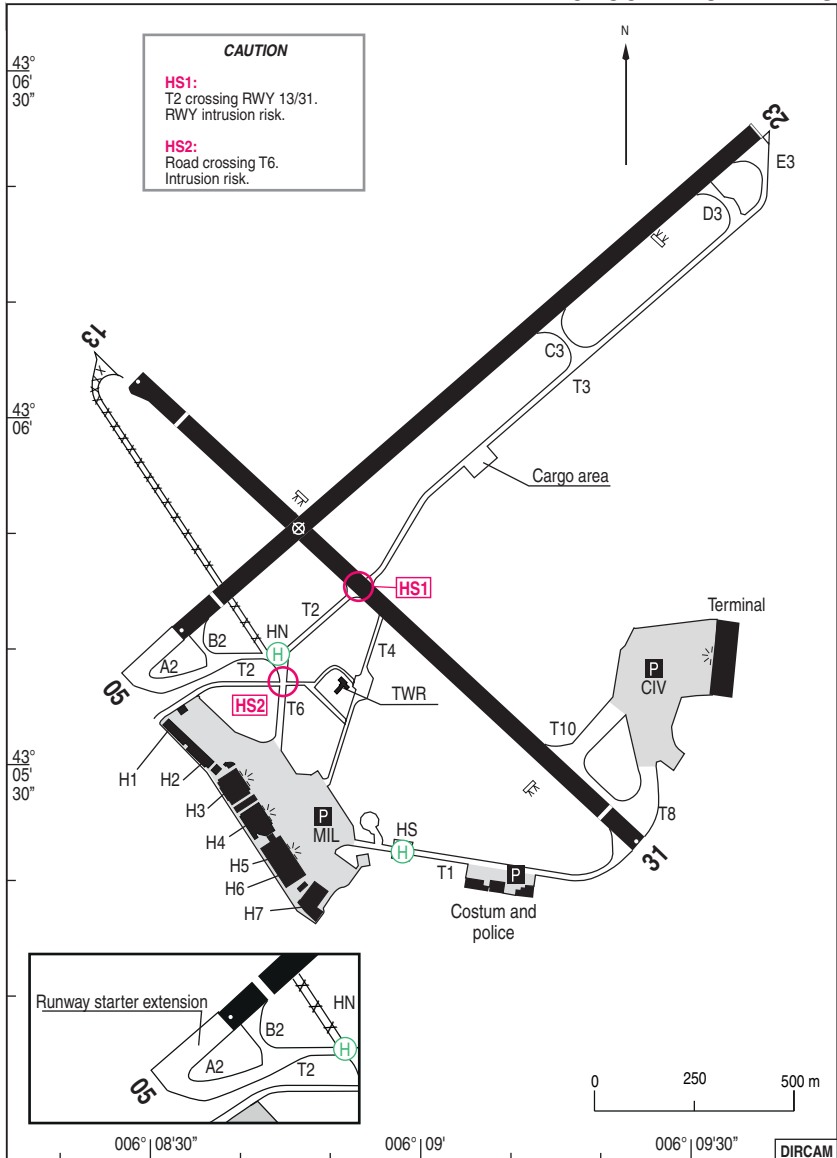 CAUTION
HS1:
T2 crossing RWY 13/31.
RWY intrusion risk.
HS2:
Road crossing T6.
Intrusion risk.
N
43°
06'
30”
23
E3
D3
13
C3
T3
43°
06'
Cargo area
HS1
T2
HN
H
B2
A2
T2
T4
05
HS2
T6
TWR
Terminal
P
CIV
T10
43°
05'
30”
H1
H2
H3
H4
H5
H6
H7
P
MIL
HS
H
T1
P
T8
31
Costum and
police
Runway starter extension
HN
B2
H
A2
T2
05
0
250
500 m
006° 08'30”
006° 09'
006° 09'30”
DIRCAM